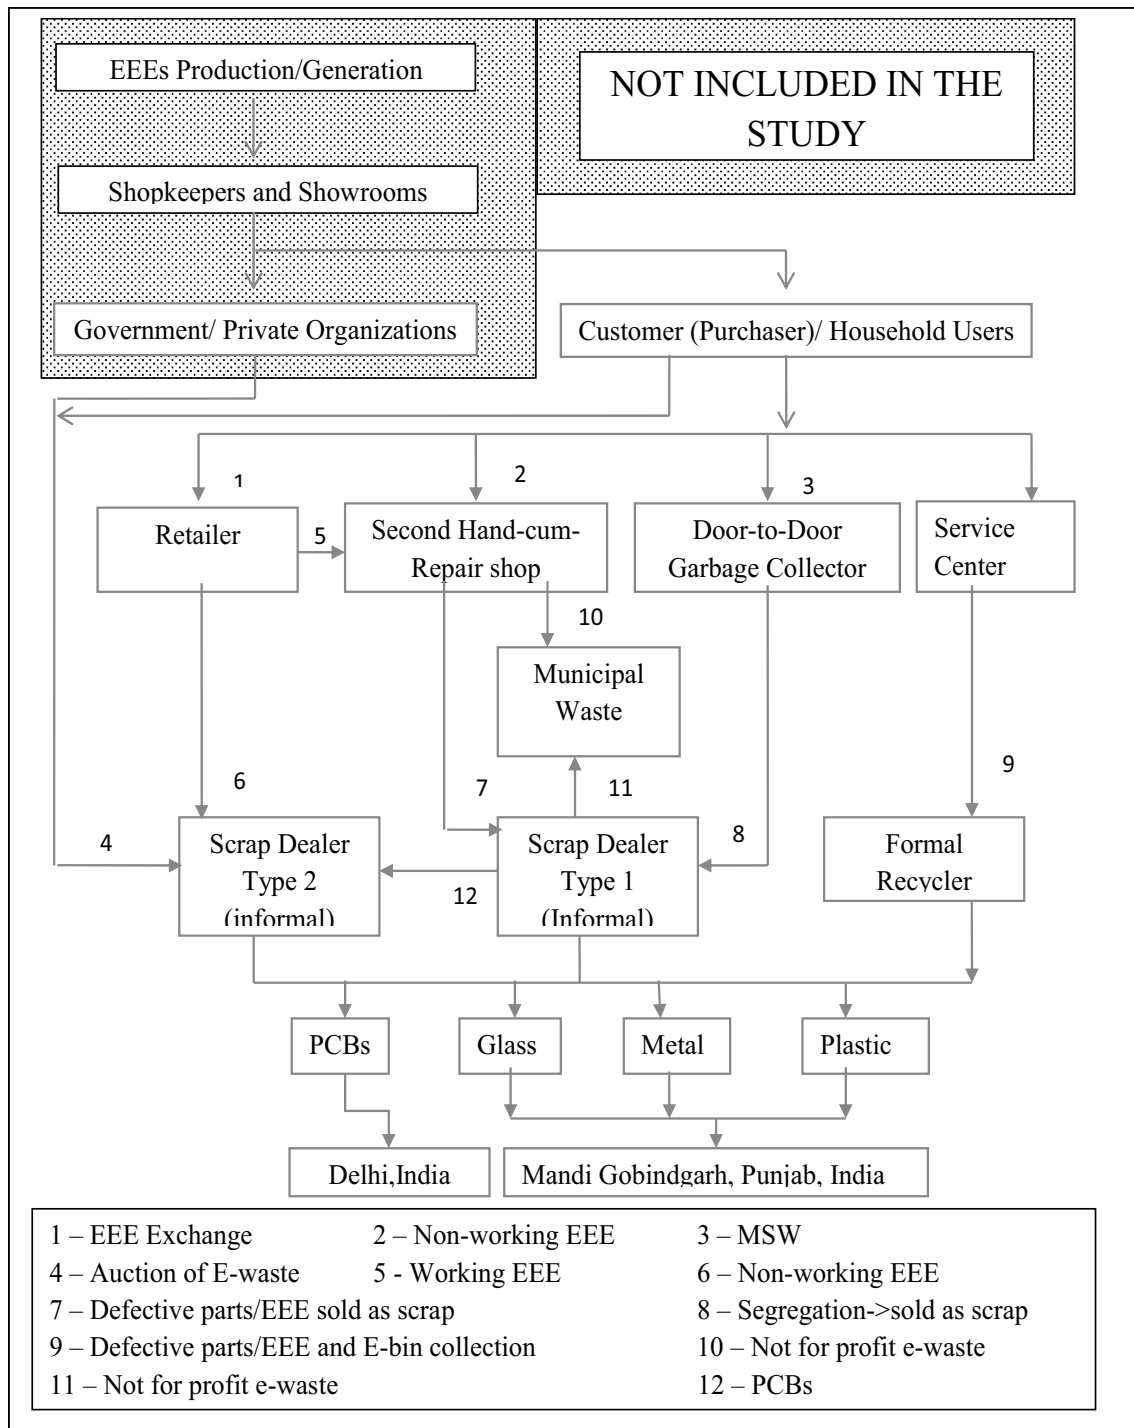 EEEs Production/Generation
NOT INCLUDED IN THE
STUDY
Shopkeepers and Showrooms
Government/ Private Organizations
Customer (Purchaser)/ Household Users
1
2
3
Retailer
5
Second Hand-cum-
Repair shop
Door-to-Door
Garbage Collector
Service
Center
10
Municipal
Waste
6
7
11
9
4
Scrap Dealer
Type 2
(informal)
12
Scrap Dealer
Type 1
(Informal)
8
Formal
Recycler
PCBs
Glass
Metal
Plastic
Delhi,India
Mandi Gobindgarh, Punjab, India
1 – EEE Exchange 2 – Non-working EEE 3 – MSW
4 – Auction of E-waste 5 - Working EEE 6 – Non-working EEE
7 – Defective parts/EEE sold as scrap 8 – Segregation->sold as scrap
9 – Defective parts/EEE and E-bin collection 10 – Not for profit e-waste
11 – Not for profit e-waste 12 – PCBs